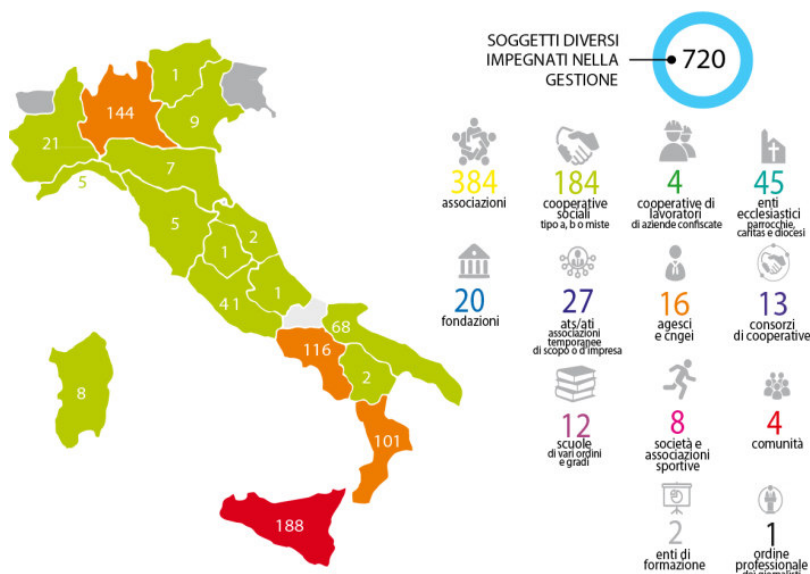 SOGGETTI DIVERSI
IMPEGNATI NELLA
GESTIONE
720
1
144
9
21
7
5
5
2
1
1
41
68
116
2
8
101
188
384
associazioni
184
cooperative
sociali
tipo a, b o miste
4
cooperative di
lavoratori
di aziende confiscate
45
enti
ecclesiastici
parrocchie,
caritas e diocesi
20
fondazioni
27
ats/ati
associazioni
temporanee
di scopo o d'impresa
16
agesci
e cngei
13
consorzi
di cooperative
12
scuole
di vari ordini
e gradi
8
società e
associazioni
sportive
4
comunità
2
enti di
formazione
1
ordine
professionale
dei giornalisti